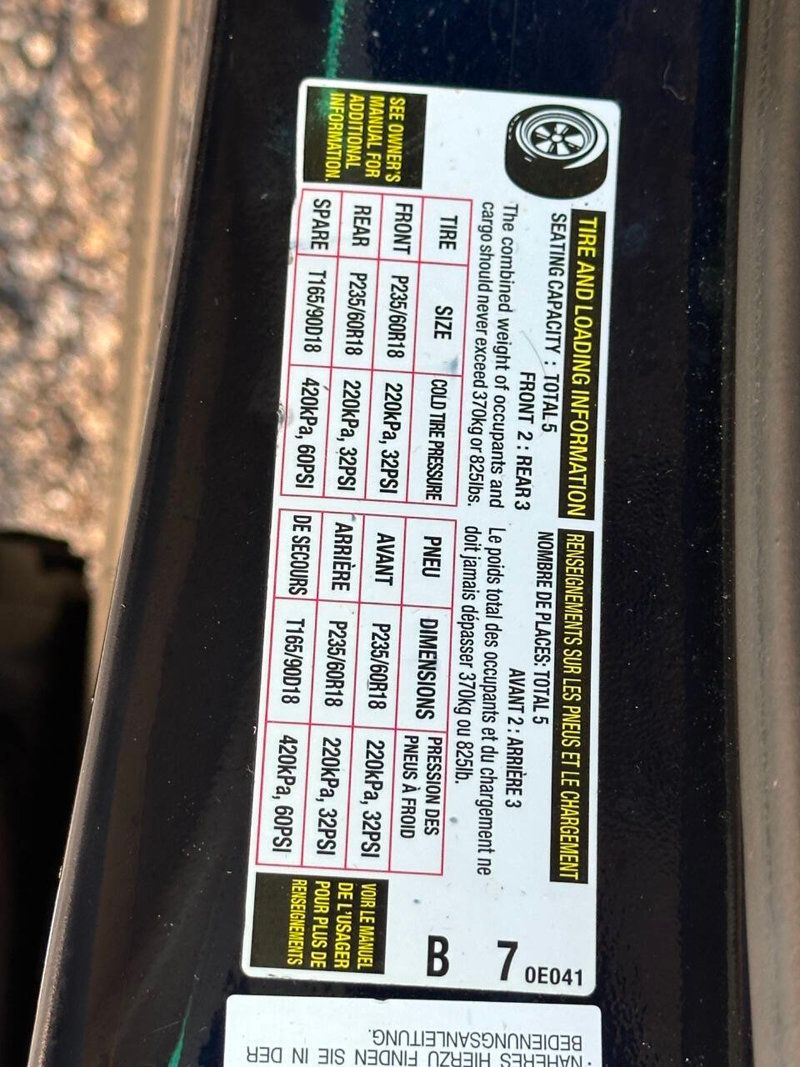 TIRE AND LOADING INFORMATION
SEATING CAPACITY : TOTAL 5
FRONT 2 : REAR 3
The combined weight of occupants and
cargo should never exceed 370kg or 825lbs.
TIRE SIZE COLD TIRE PRESSURE
FRONT P235/60R18 220kPa, 32PSI
REAR P235/60R18 220kPa, 32PSI
SPARE T165/90D18 420kPa, 60PSI
SEE OWNER'S
MANUAL FOR
ADDITIONAL
INFORMATION.
RENSEIGNEMENTS SUR LES PNEUS ET LE CHARGEMENT
NOMBRE DE PLACES: TOTAL 5
AVANT 2 : ARRIÈRE 3
Le poids total des occupants et du chargement ne
doit jamais dépasser 370kg ou 825lb.
PNEU DIMENSIONS PRESSION DES
PNEUS À FROID
AVANT P235/60R18 220kPa, 32PSI
ARRIÈRE P235/60R18 220kPa, 32PSI
DE SECOURS T165/90D18 420kPa, 60PSI
VOIR LE MANUEL
DE L'USAGER
POUR PLUS DE
RENSEIGNEMENTS
7 0E041
B
· NÄHERES HIERZU FINDEN SIE IN DER
BEDIENUNGSANLEITUNG.